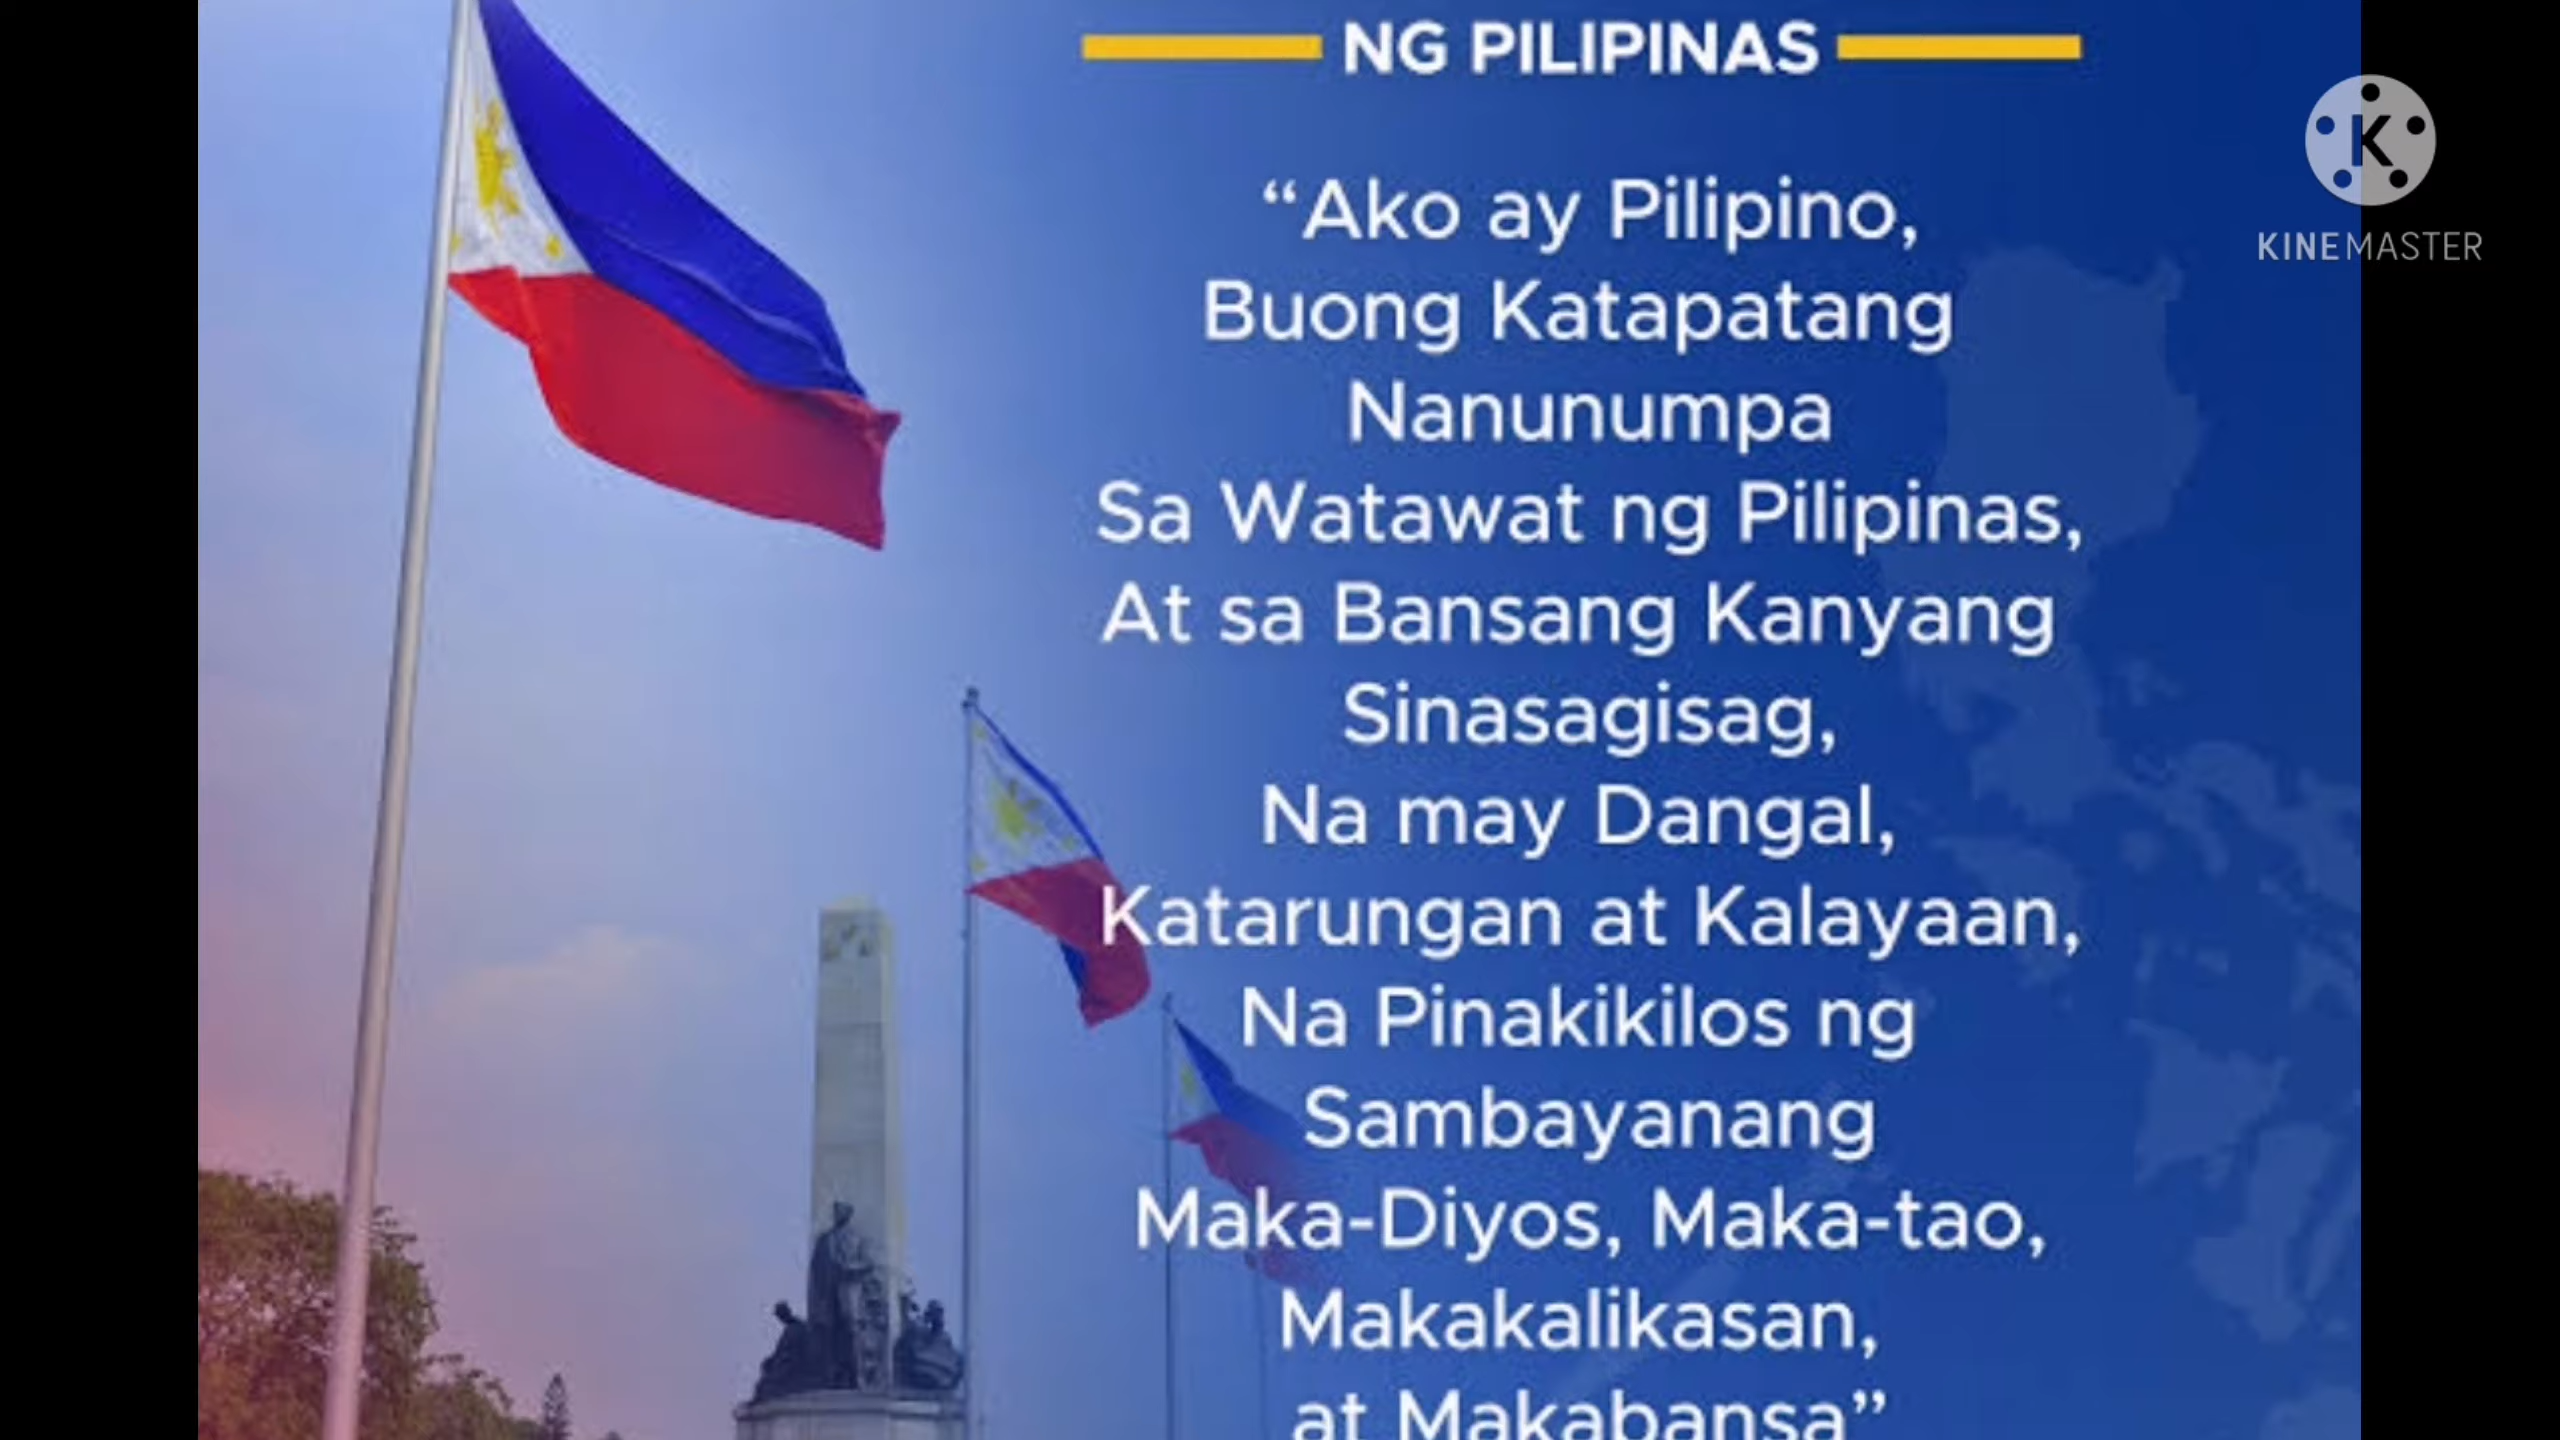 NG PILIPINAS
“Ako ay Pilipino,
Buong Katapatang
Nanunumpa
Sa Watawat ng Pilipinas,
At sa Bansang Kanyang
Sinasagisag,
Na may Dangal,
Katarungan at Kalayaan,
Na Pinakikilos ng
Sambayanang
Maka-Diyos, Maka-tao,
Makakalikasan,
at Makabansa”
K
KINEMASTER